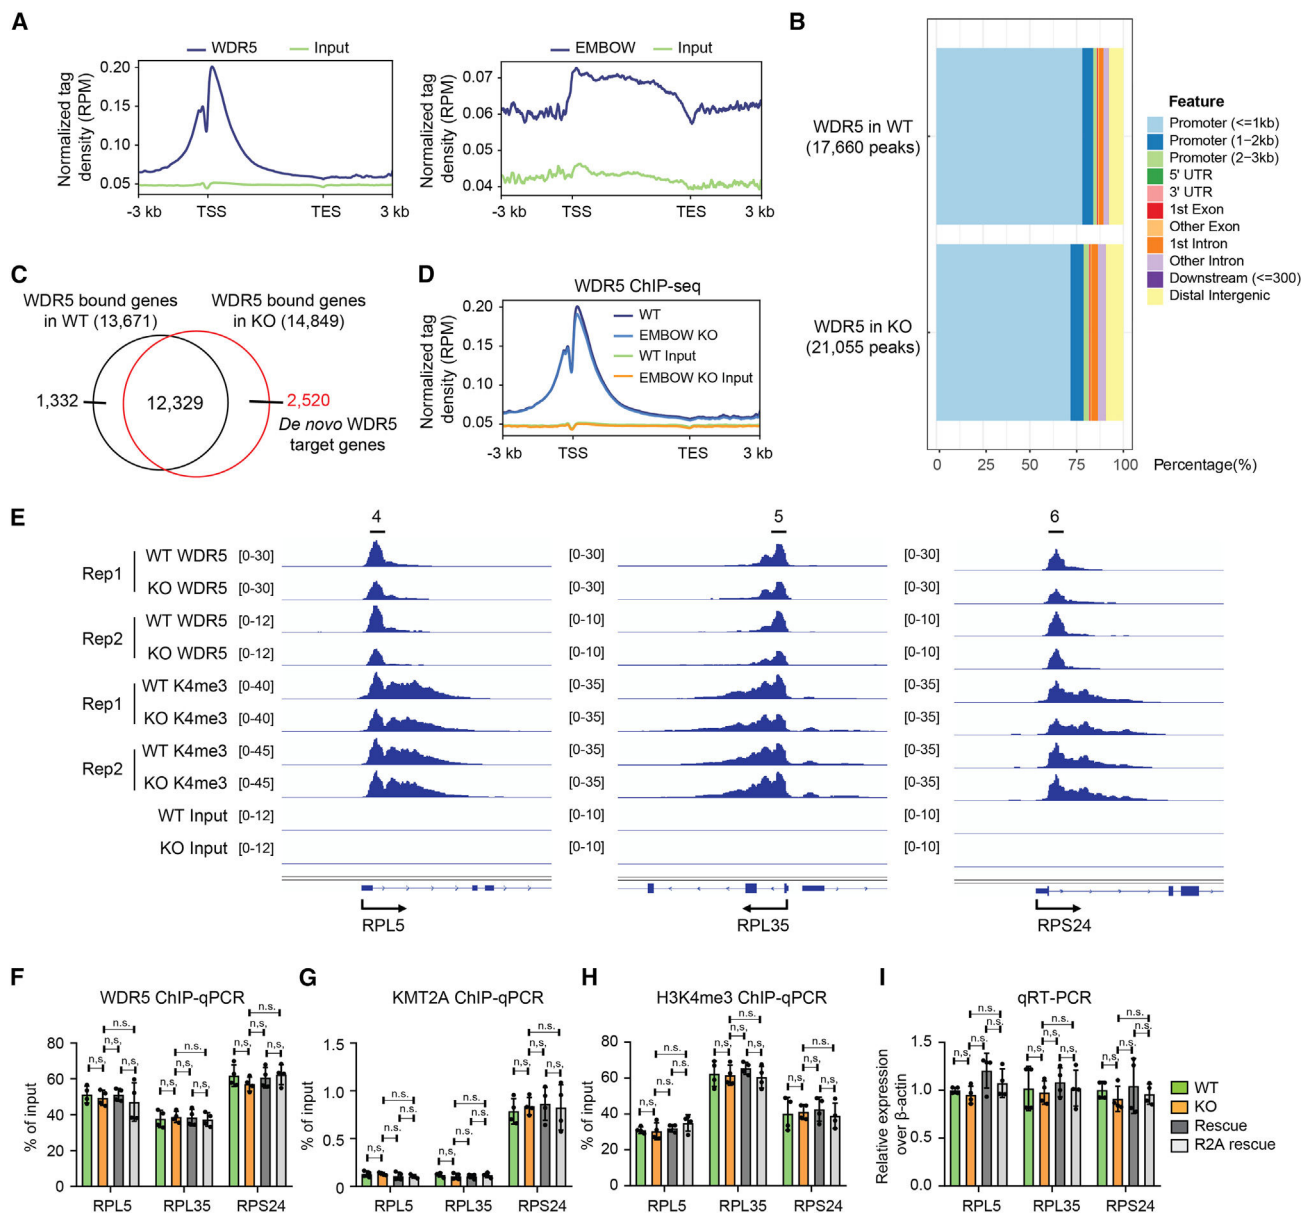 A
WDR5
Input
Normalized tag
density (RPM)
0.20
0.15
0.10
0.05
-3 kb
TSS
TES
3 kb
EMBOW
Input
Normalized tag
density (RPM)
0.07
0.06
0.05
0.04
-3 kb
TSS
TES
3 kb
B
WDR5 in WT
(17,660 peaks)
WDR5 in KO
(21,055 peaks)
0
25
50
75
100
Percentage(%)
Feature
Promoter (<=1kb)
Promoter (1-2kb)
Promoter (2-3kb)
5' UTR
3' UTR
1st Exon
Other Exon
1st Intron
Other Intron
Downstream (<=300)
Distal Intergenic
C
WDR5 bound genes
in WT (13,671)
WDR5 bound genes
in KO (14,849)
1,332
12,329
2,520
De novo WDR5
target genes
D
WDR5 ChIP-seq
Normalized tag
density (RPM)
0.20
0.15
0.10
0.05
WT
EMBOW KO
WT Input
EMBOW KO Input
-3 kb
TSS
TES
3 kb
E
4
5
6
Rep1
WT WDR5 [0-30] [0-30] [0-30]
KO WDR5 [0-30] [0-30] [0-30]
Rep2
WT WDR5 [0-12] [0-10] [0-10]
KO WDR5 [0-12] [0-10] [0-10]
Rep1
WT K4me3 [0-40] [0-35] [0-35]
KO K4me3 [0-40] [0-35] [0-35]
Rep2
WT K4me3 [0-45] [0-35] [0-35]
KO K4me3 [0-45] [0-35] [0-35]
WT Input [0-12] [0-10] [0-10]
KO Input [0-12] [0-10] [0-10]
RPL5
RPL35
RPS24
F
WDR5 ChIP-qPCR
% of input
80
60
40
20
0
n.s.
n,s,
n,s,
n,s,
n.s.
n,s,
n,s,
n,s,
n.s.
n,s,
n,s,
n,s,
RPL5
RPL35
RPS24
G
KMT2A ChIP-qPCR
% of input
1.5
1.0
0.5
0
n.s.
n.s.
n.s.
n,s,
n.s.
n.s.
n.s.
n,s,
n.s.
n,s,
n,s,
n,s,
RPL5
RPL35
RPS24
H
H3K4me3 ChIP-qPCR
% of input
80
60
40
20
0
n.s.
n.s.
n.s.
n,s,
n.s.
n,s,
n,s,
n,s,
n.s.
n,s,
n,s,
n,s,
RPL5
RPL35
RPS24
I
qRT-PCR
Relative expression
over β-actin
1.5
1.0
0.5
0.0
n.s.
n.s.
n,s,
n.s.
n,s,
n,s,
n,s,
n.s.
n.s.
n,s,
n,s,
RPL5
RPL35
RPS24
WT
KO
Rescue
R2A rescue